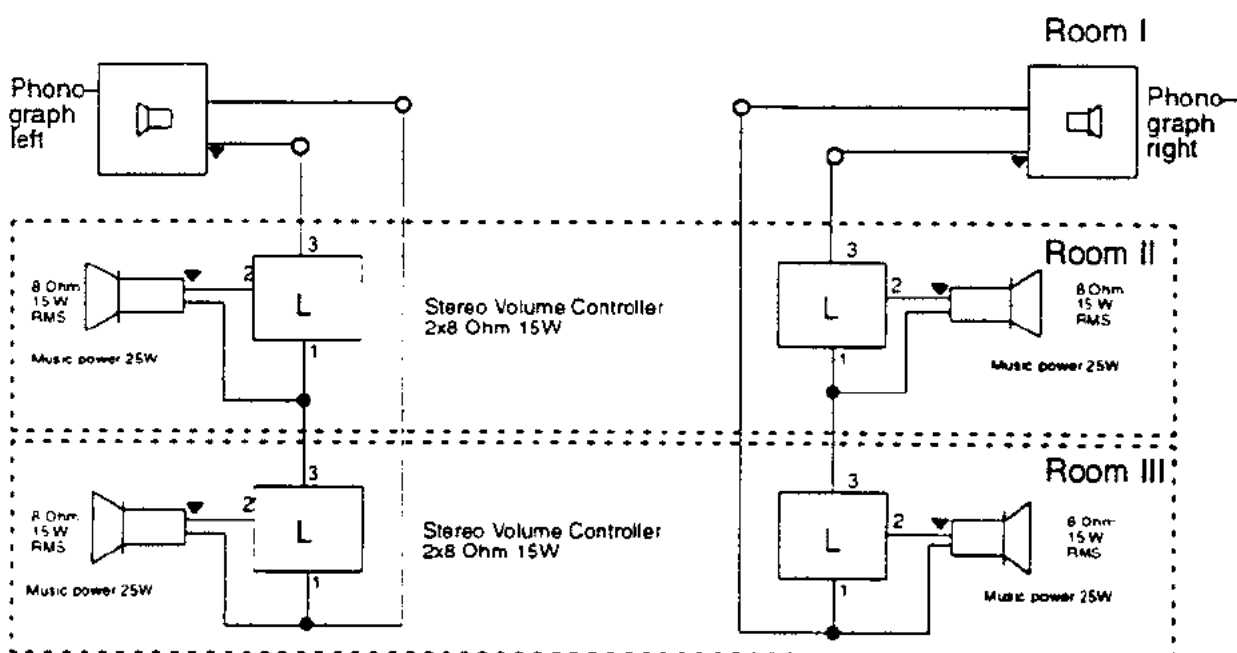 Room I
Phono
graph
left
Phono
graph
right
Room II
3
2
L
1
8 Ohm
15 W
RMS
Music power 25W
Stereo Volume Controller
2x8 Ohm 15W
3
2
L
1
8 Ohm
15 W
RMS
Music power 25W
Room III
3
2
L
1
8 Ohm
15 W
RMS
Music power 25W
Stereo Volume Controller
2x8 Ohm 15W
3
2
L
1
8 Ohm
15 W
RMS
Music power 25W